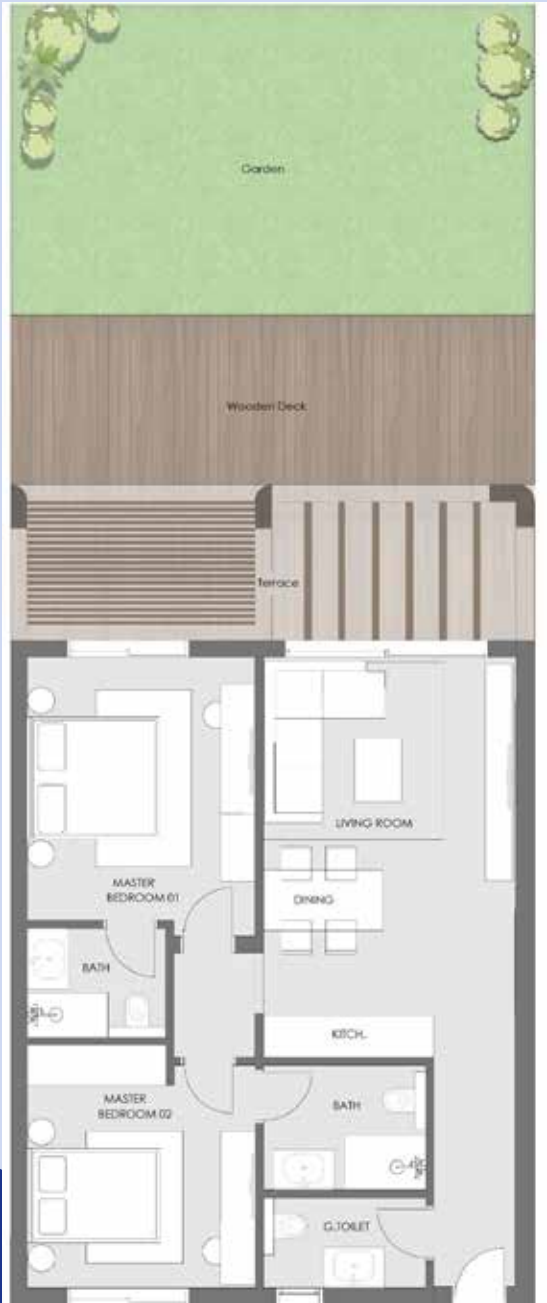 Garden
Wooden Deck
Terrace
LIVING ROOM
MASTER
BEDROOM 01
DINING
BATH
KITCH.
MASTER
BEDROOM 02
BATH
G.TOILET